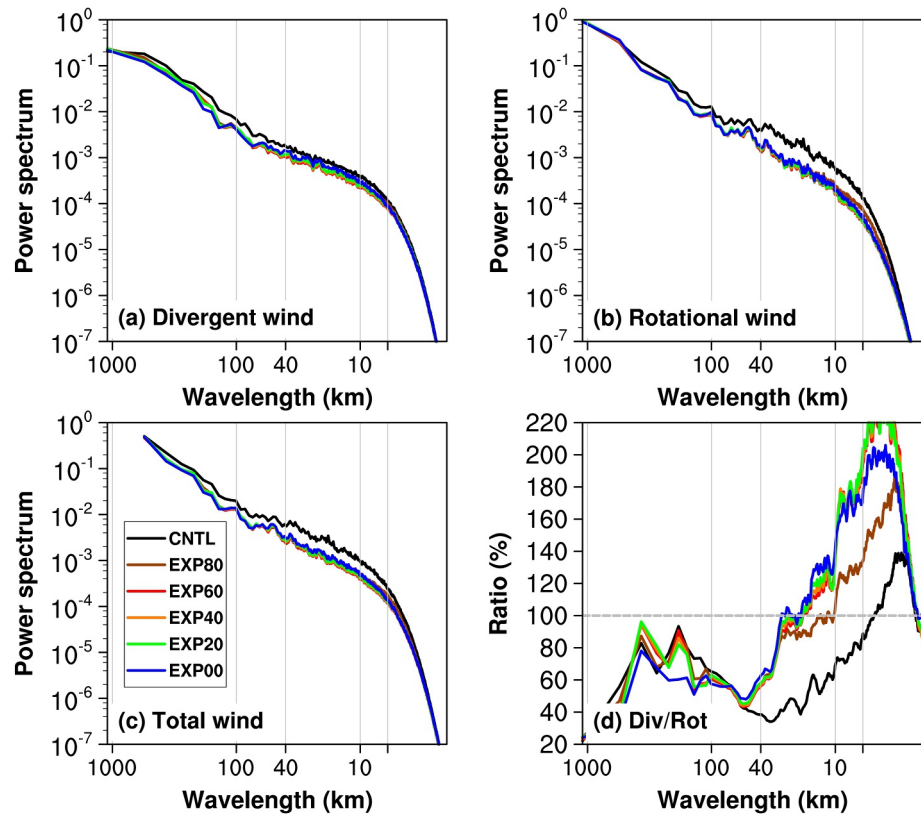 10^0
10^-1
10^-2
10^-3
10^-4
10^-5
10^-6
10^-7
Power spectrum
(a) Divergent wind
1000 100 40 10
Wavelength (km)
10^0
10^-1
10^-2
10^-3
10^-4
10^-5
10^-6
10^-7
Power spectrum
(b) Rotational wind
1000 100 40 10
Wavelength (km)
10^0
10^-1
10^-2
10^-3
10^-4
10^-5
10^-6
10^-7
Power spectrum
CNTL
EXP80
EXP60
EXP40
EXP20
EXP00
(c) Total wind
1000 100 40 10
Wavelength (km)
220
200
180
160
140
120
100
80
60
40
20
Ratio (%)
(d) Div/Rot
1000 100 40 10
Wavelength (km)